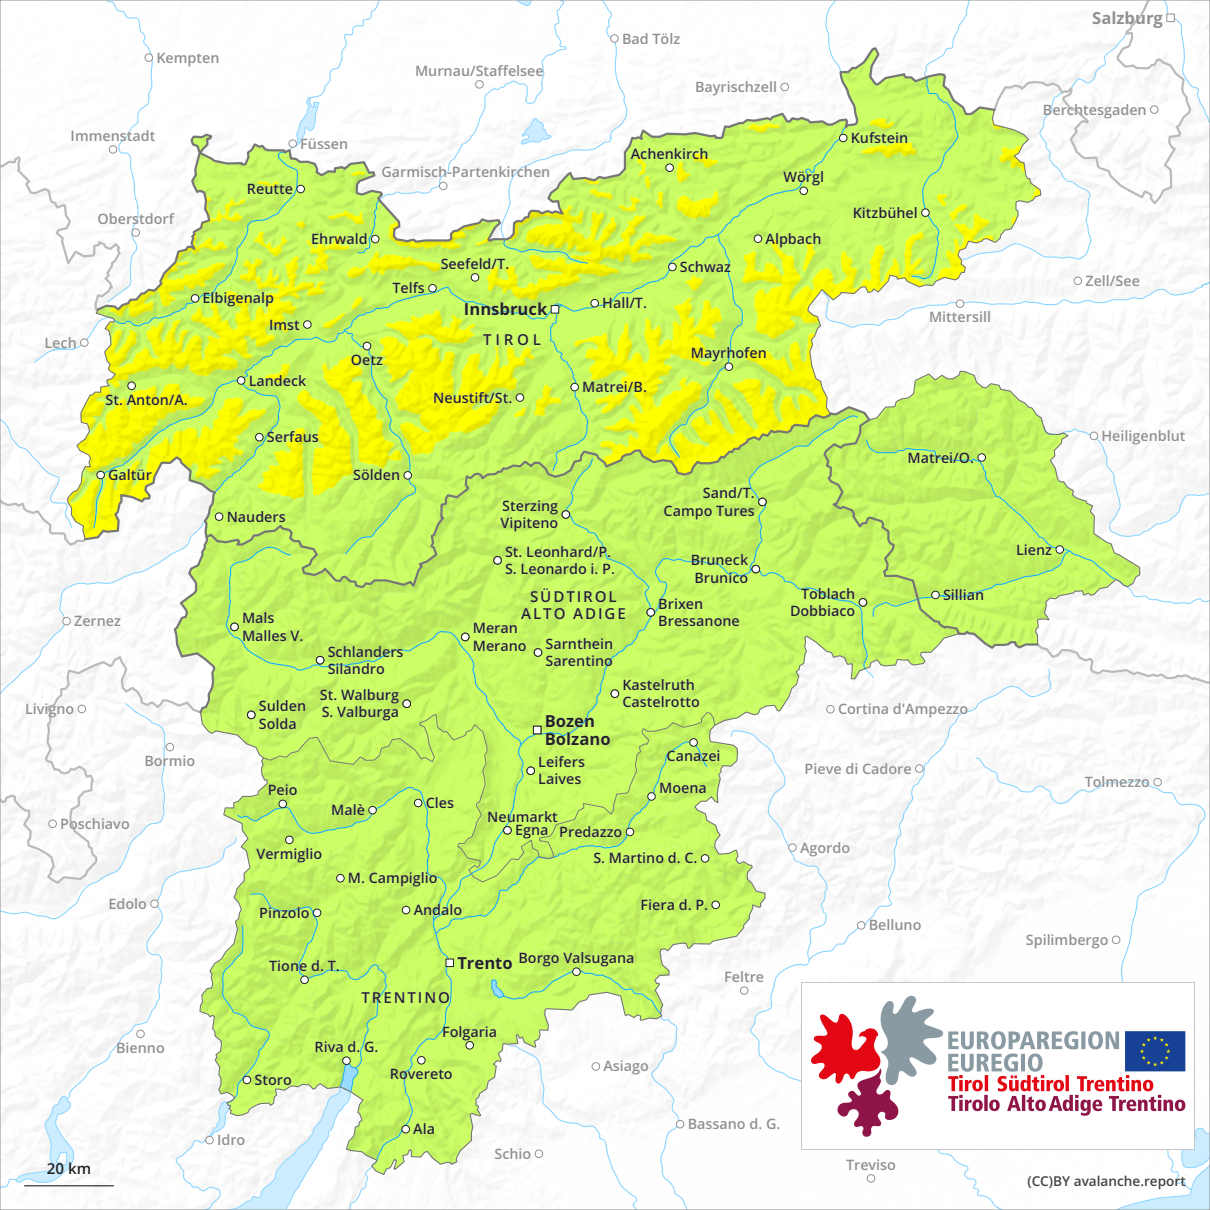 Salzburg
Bad Tölz
Kempten
Murnau/Staffelsee
Bayrischzell
Berchtesgaden
Immenstadt
Füssen
Kufstein
Achenkirch
Garmisch-Partenkirchen
Wörgl
Reutte
Oberstdorf
Kitzbühel
Ehrwald
Alpbach
Seefeld/T.
Schwaz
Zell/See
Telfs
Elbigenalp
Hall/T.
Innsbruck
Mittersill
Imst
TIROL
Lech
Oetz
Mayrhofen
Landeck
Matrei/B.
St. Anton/A.
Neustift/St.
Serfaus
Heiligenblut
Matrei/O.
Galtür
Sölden
Sand/T.
Campo Tures
Sterzing
Vipiteno
Nauders
St. Leonhard/P.
S. Leonardo i. P.
Lienz
Bruneck
Brunico
SÜDTIROL
ALTO ADIGE
Toblach
Dobbiaco
Sillian
Brixen
Bressanone
Zernez
Mals
Malles V.
Meran
Merano
Sarnthein
Sarentino
Schlanders
Silandro
Kastelruth
Castelrotto
St. Walburg
S. Valburga
Sulden
Solda
Livigno
Cortina d'Ampezzo
Bozen
Bolzano
Bormio
Canazei
Leifers
Laives
Pieve di Cadore
Tolmezzo
Peio
Moena
Malè
Cles
Neumarkt
Egna
Predazzo
Poschiavo
Vermiglio
Agordo
S. Martino d. C.
M. Campiglio
Edolo
Fiera d. P.
Pinzolo
Andalo
Belluno
Spilimbergo
Trento
Borgo Valsugana
Tione d. T.
Feltre
TRENTINO
Folgaria
Bienno
Riva d. G.
EUROPAREGION
EUREGIO
Tirol Südtirol Trentino
Tirolo Alto Adige Trentino
Asiago
Rovereto
Storo
Ala
Bassano d. G.
Idro
Schio
Treviso
20 km
(CC)BY avalanche.report